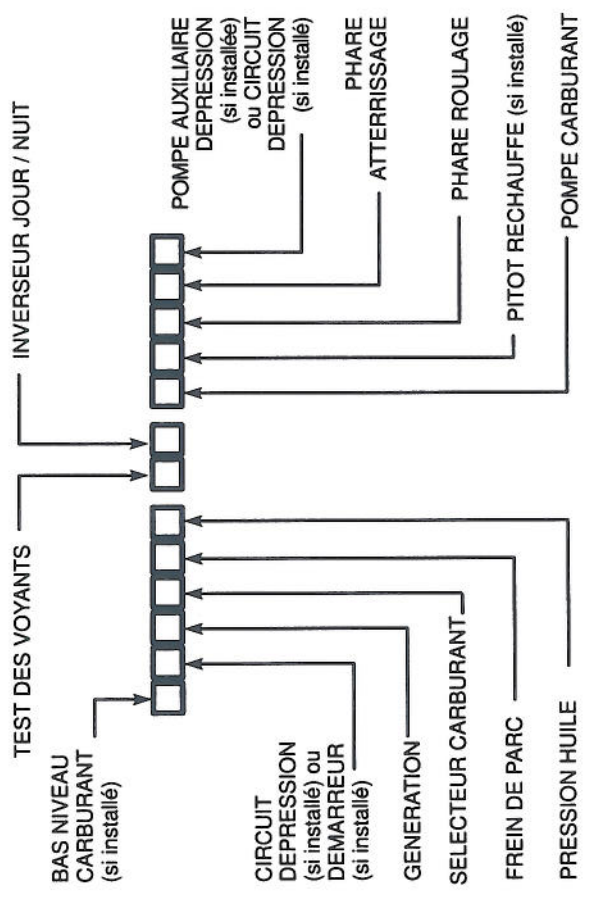 TEST DES VOYANTS
INVERSEUR JOUR / NUIT
BAS NIVEAU
CARBURANT
(si installé)
POMPE AUXILIAIRE
DEPRESSION
(si installée)
ou CIRCUIT
DEPRESSION
(si installé)
CIRCUIT
DEPRESSION
(si installé) ou
DEMARREUR
(si installé)
PHARE
ATTERRISSAGE
GENERATION
PHARE ROULAGE
SELECTEUR CARBURANT
PITOT RECHAUFFE (si installé)
FREIN DE PARC
POMPE CARBURANT
PRESSION HUILE